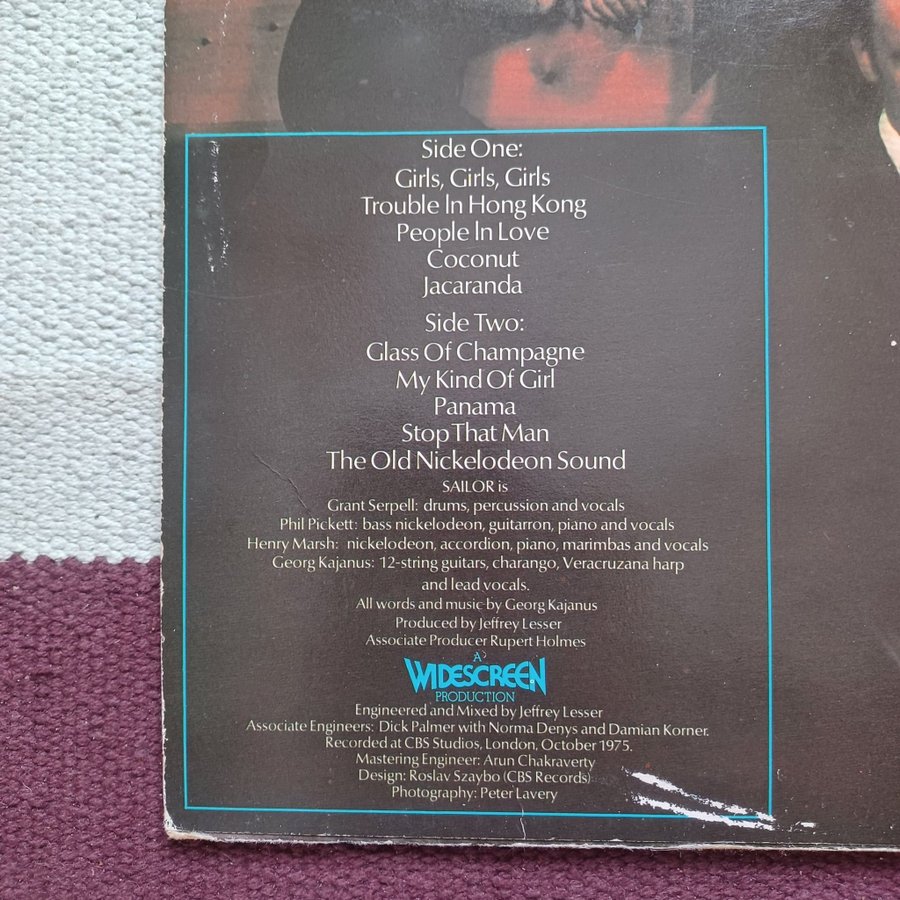 Side One:
Girls, Girls, Girls
Trouble In Hong Kong
People In Love
Coconut
Jacaranda
Side Two:
Glass Of Champagne
My Kind Of Girl
Panama
Stop That Man
The Old Nickelodeon Sound
SAILOR is
Grant Serpell: drums, percussion and vocals
Phil Pickett: bass nickelodeon, guitarron, piano and vocals
Henry Marsh: nickelodeon, accordion, piano, marimbas and vocals
Georg Kajanus: 12-string guitars, charango, Veracruzana harp
and lead vocals.
All words and music by Georg Kajanus
Produced by Jeffrey Lesser
Associate Producer Rupert Holmes
A
WIDESCREEN
PRODUCTION
Engineered and Mixed by Jeffrey Lesser
Associate Engineers: Dick Palmer with Norma Denys and Damian Korner.
Recorded at CBS Studios, London, October 1975.
Mastering Engineer: Arun Chakraverty
Design: Roslav Szaybo (CBS Records)
Photography: Peter Lavery